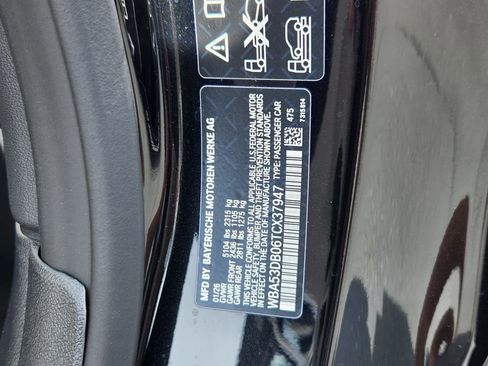 MFD BY BAYERISCHE MOTOREN WERKE AG
01/26
GVWR 5104 lbs 2315 kg
GAWR FRONT 2436 lbs 1105 kg
GAWR REAR 2811 lbs 1275 kg
THIS VEHICLE CONFORMS TO ALL APPLICABLE U.S. FEDERAL MOTOR
VEHICLE SAFETY, BUMPER AND THEFT PREVENTION STANDARDS
IN EFFECT ON THE DATE OF MANUFACTURE SHOWN ABOVE.
WBA53DB06TCX37947 TYPE: PASSENGER CAR
475
7 315 814